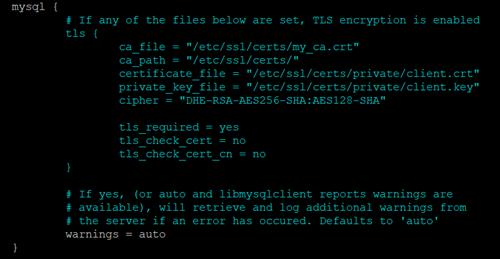 mysql {
# If any of the files below are set, TLS encryption is enabled
tls {
ca_file = "/etc/ssl/certs/my_ca.crt"
ca_path = "/etc/ssl/certs/"
certificate_file = "/etc/ssl/certs/private/client.crt"
private_key_file = "/etc/ssl/certs/private/client.key"
cipher = "DHE-RSA-AES256-SHA:AES128-SHA"
tls_required = yes
tls_check_cert = no
tls_check_cert_cn = no
}
# If yes, (or auto and libmysqlclient reports warnings are
# available), will retrieve and log additional warnings from
# the server if an error has occured. Defaults to 'auto'
warnings = auto
}